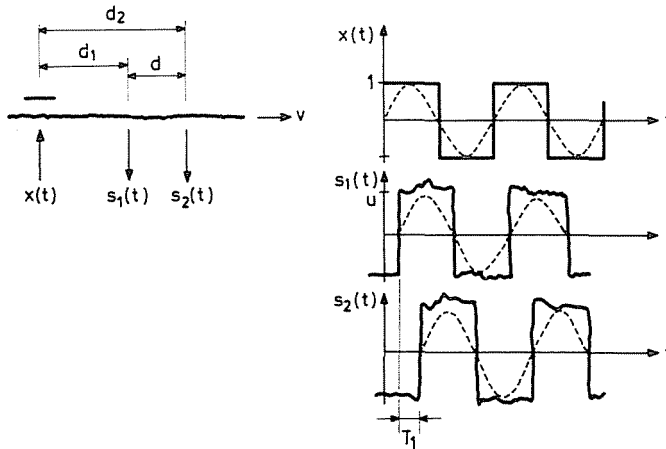 d₂
d₁
d
v
x(t)
s₁(t)
s₂(t)
x(t)
1
s₁(t)
u
s₂(t)
T₁